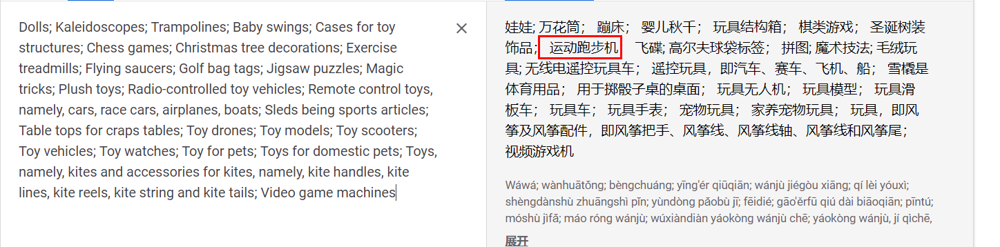 Dolls; Kaleidoscopes; Trampolines; Baby swings; Cases for toy
structures; Chess games; Christmas tree decorations; Exercise
treadmills; Flying saucers; Golf bag tags; Jigsaw puzzles; Magic
tricks; Plush toys; Radio-controlled toy vehicles; Remote control toys,
namely, cars, race cars, airplanes, boats; Sleds being sports articles;
Table tops for craps tables; Toy drones; Toy models; Toy scooters;
Toy vehicles; Toy watches; Toy for pets; Toys for domestic pets; Toys,
namely, kites and accessories for kites, namely, kite handles, kite
lines, kite reels, kite string and kite tails; Video game machines
娃娃; 万花筒； 蹦床； 婴儿秋千； 玩具结构箱； 棋类游戏； 圣诞树装
饰品； 运动跑步机 飞碟; 高尔夫球袋标签； 拼图; 魔术技法; 毛绒玩
具; 无线电遥控玩具车； 遥控玩具，即汽车、赛车、飞机、船； 雪橇是
体育用品； 用于掷骰子桌的桌面； 玩具无人机； 玩具模型； 玩具滑
板车； 玩具车； 玩具手表； 宠物玩具； 家养宠物玩具； 玩具，即风
筝及风筝配件，即风筝把手、风筝线、风筝线轴、风筝线和风筝尾；
视频游戏机
Wáwá; wànhuātǒng; bèngchuáng; yīng'ér qiūqiān; wánjù jiégòu xiāng; qí lèi yóuxì;
shèngdànshù zhuāngshì pǐn; yùndòng pǎobù jī; fēidié; gāo'ěrfū qiú dài biāoqiān; pīntú;
móshù jìfǎ; máo róng wánjù; wúxiàndiàn yáokòng wánjù chē; yáokòng wánjù, jí qìchē,
展开